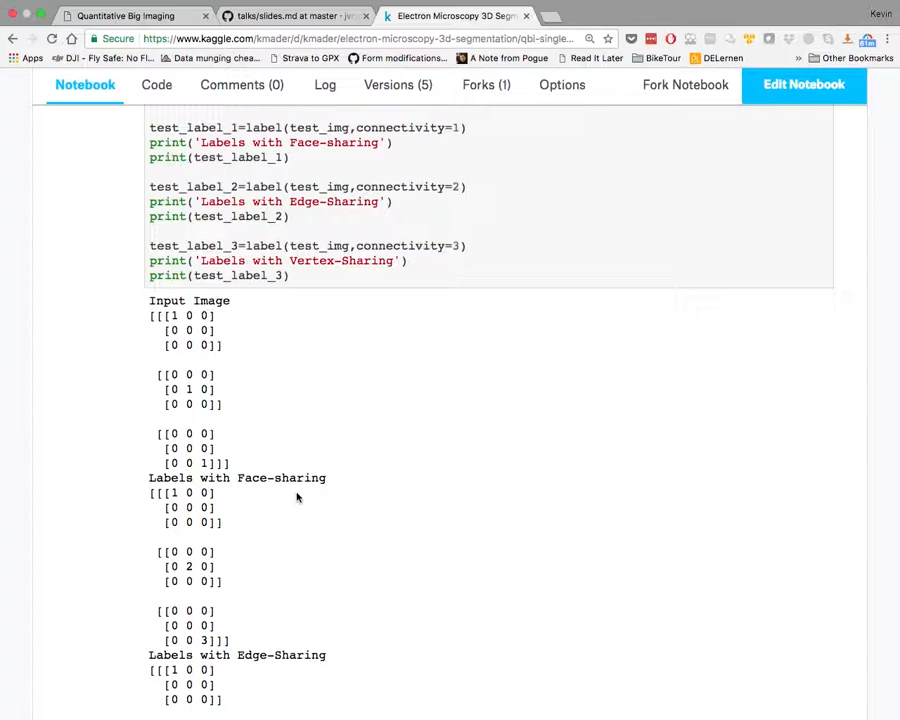 Quantitative Big Imaging
talks/slides.md at master · jv
Electron Microscopy 3D Segm
Kevin
Secure
https://www.kaggle.com/kmader/d/kmader/electron-microscopy-3d-segmentation/qbi-single...
61m
Apps
DJI - Fly Safe: No Fl...
Data munging chea...
Strava to GPX
Form modifications...
A Note from Pogue
Read It Later
BikeTour
DELernen
»
Other Bookmarks
Notebook
Code
Comments (0)
Log
Versions (5)
Forks (1)
Options
Fork Notebook
Edit Notebook
test_label_1=label(test_img,connectivity=1)
print('Labels with Face-sharing')
print(test_label_1)
test_label_2=label(test_img,connectivity=2)
print('Labels with Edge-Sharing')
print(test_label_2)
test_label_3=label(test_img,connectivity=3)
print('Labels with Vertex-Sharing')
print(test_label_3)
Input Image
[[[1 0 0]
[0 0 0]
[0 0 0]]
[[0 0 0]
[0 1 0]
[0 0 0]]
[[0 0 0]
[0 0 0]
[0 0 1]]]
Labels with Face-sharing
[[[1 0 0]
[0 0 0]
[0 0 0]]
[[0 0 0]
[0 2 0]
[0 0 0]]
[[0 0 0]
[0 0 0]
[0 0 3]]]
Labels with Edge-Sharing
[[[1 0 0]
[0 0 0]
[0 0 0]]